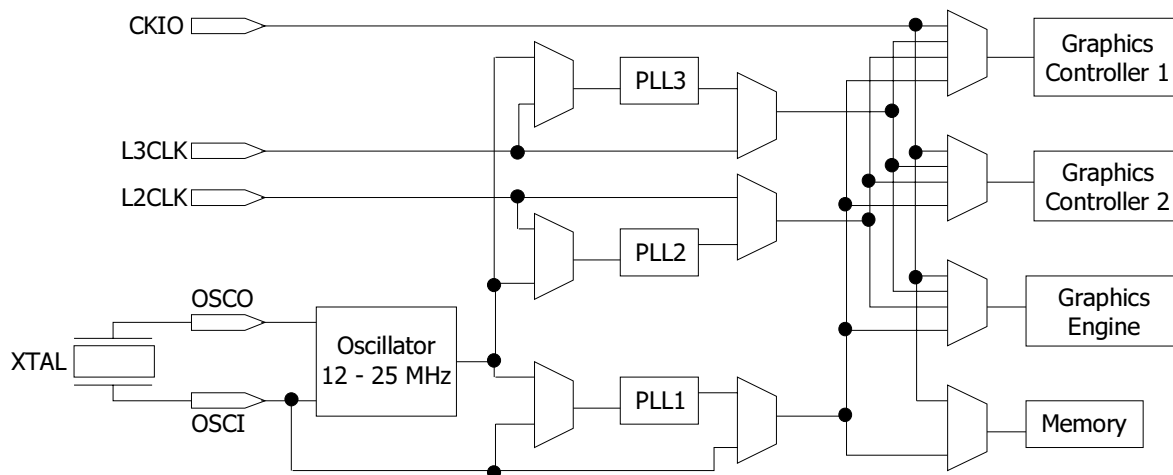 CKIO
Graphics
Controller 1
PLL3
L3CLK
L2CLK
Graphics
Controller 2
PLL2
OSCO
Graphics
Engine
XTAL
Oscillator
12 - 25 MHz
OSCI
PLL1
Memory